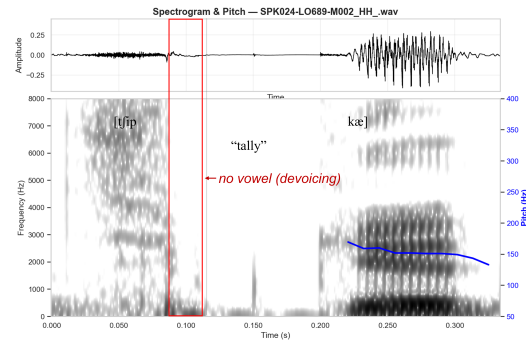 Spectrogram & Pitch — SPK024-LO689-M002_HH_.wav
Amplitude
0.25
0.00
−0.25
Time
Frequency (Hz)
8000
7000
6000
5000
4000
3000
2000
1000
0
[tʃip
“tally”
kæ]
no vowel (devoicing)
400
350
300
250
200
150
100
50
Pitch (Hz)
0.000 0.050 0.100 0.150 0.200 0.250 0.300
Time (s)